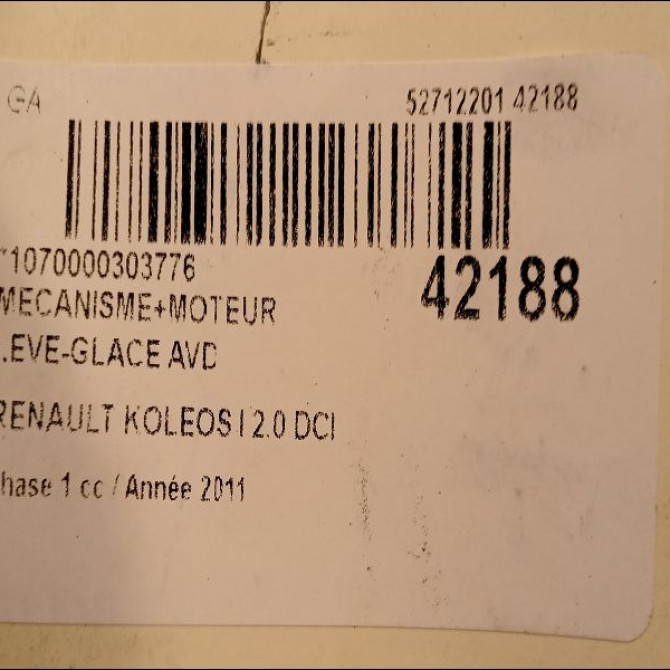 GA 52712201 42188
*1070000303776
42188
MECANISME+MOTEUR
LEVE-GLACE AVD
RENAULT KOLEOS I 2.0 DCI
hase 1 cc / Année 2011